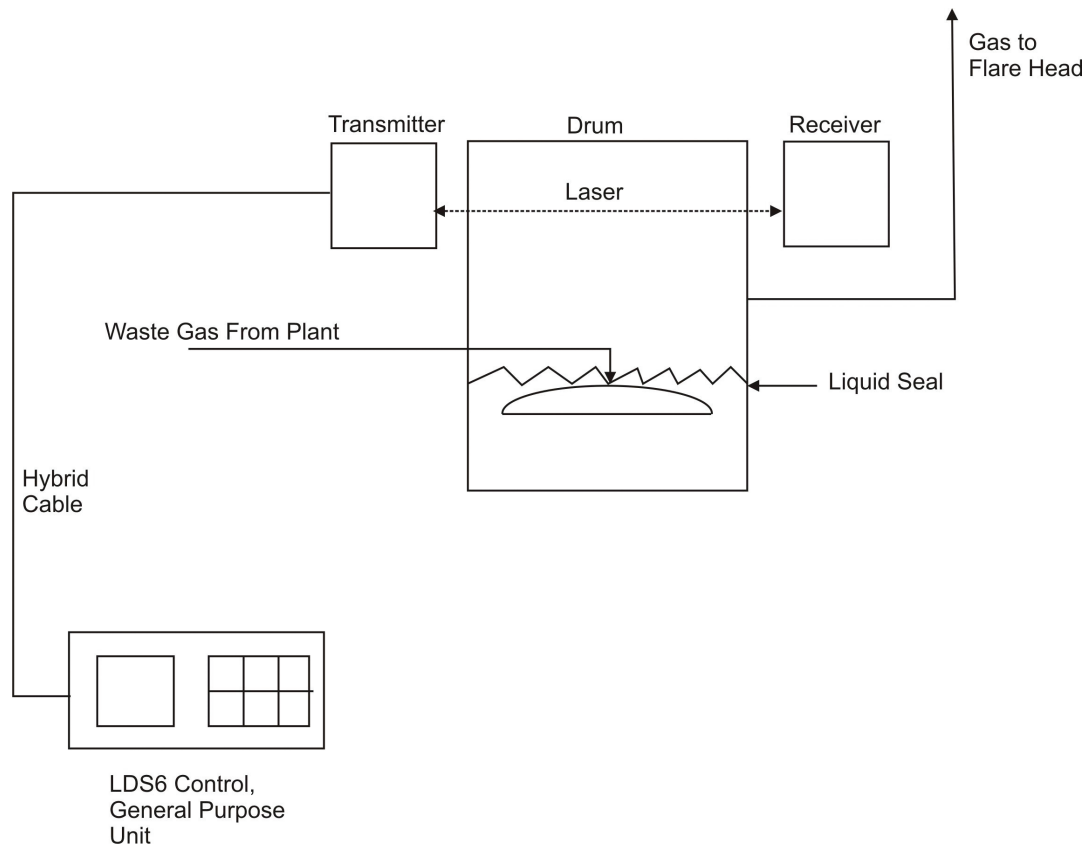 Gas to
Flare Head
Transmitter
Drum
Receiver
Laser
Waste Gas From Plant
Liquid Seal
Hybrid
Cable
LDS6 Control,
General Purpose
Unit